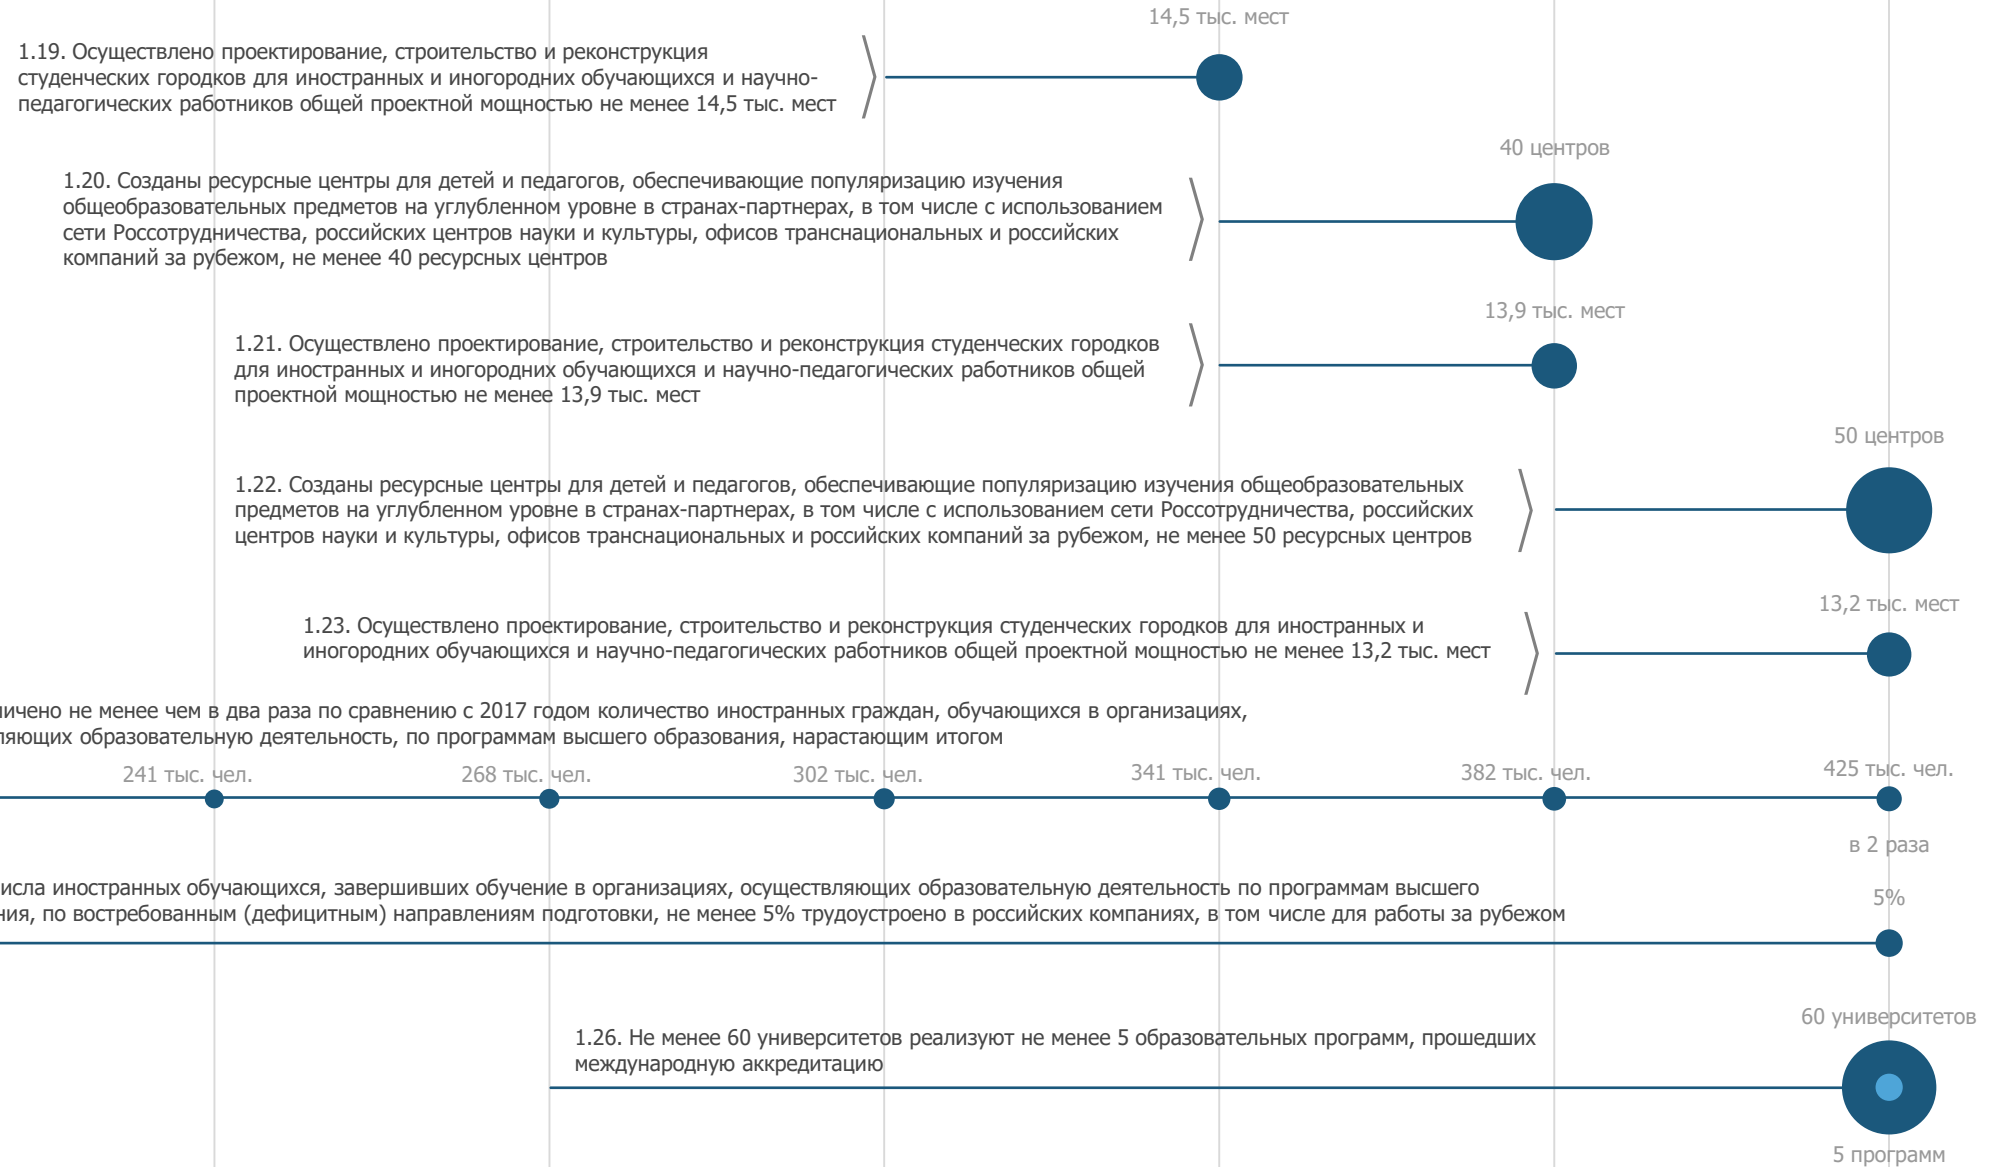 14,5 тыс. мест
1.19. Осуществлено проектирование, строительство и реконструкция
студенческих городков для иностранных и иногородних обучающихся и научно-
педагогических работников общей проектной мощностью не менее 14,5 тыс. мест
40 центров
1.20. Созданы ресурсные центры для детей и педагогов, обеспечивающие популяризацию изучения
общеобразовательных предметов на углубленном уровне в странах-партнерах, в том числе с использованием
сети Россотрудничества, российских центров науки и культуры, офисов транснациональных и российских
компаний за рубежом, не менее 40 ресурсных центров
13,9 тыс. мест
1.21. Осуществлено проектирование, строительство и реконструкция студенческих городков
для иностранных и иногородних обучающихся и научно-педагогических работников общей
проектной мощностью не менее 13,9 тыс. мест
50 центров
1.22. Созданы ресурсные центры для детей и педагогов, обеспечивающие популяризацию изучения общеобразовательных
предметов на углубленном уровне в странах-партнерах, в том числе с использованием сети Россотрудничества, российских
центров науки и культуры, офисов транснациональных и российских компаний за рубежом, не менее 50 ресурсных центров
13,2 тыс. мест
1.23. Осуществлено проектирование, строительство и реконструкция студенческих городков для иностранных и
иногородних обучающихся и научно-педагогических работников общей проектной мощностью не менее 13,2 тыс. мест
ичено не менее чем в два раза по сравнению с 2017 годом количество иностранных граждан, обучающихся в организациях,
ляющих образовательную деятельность, по программам высшего образования, нарастающим итогом
241 тыс. чел. 268 тыс. чел. 302 тыс. чел. 341 тыс. чел. 382 тыс. чел. 425 тыс. чел.
в 2 раза
исла иностранных обучающихся, завершивших обучение в организациях, осуществляющих образовательную деятельность по программам высшего
ния, по востребованным (дефицитным) направлениям подготовки, не менее 5% трудоустроено в российских компаниях, в том числе для работы за рубежом
5%
60 университетов
1.26. Не менее 60 университетов реализуют не менее 5 образовательных программ, прошедших
международную аккредитацию
5 программ